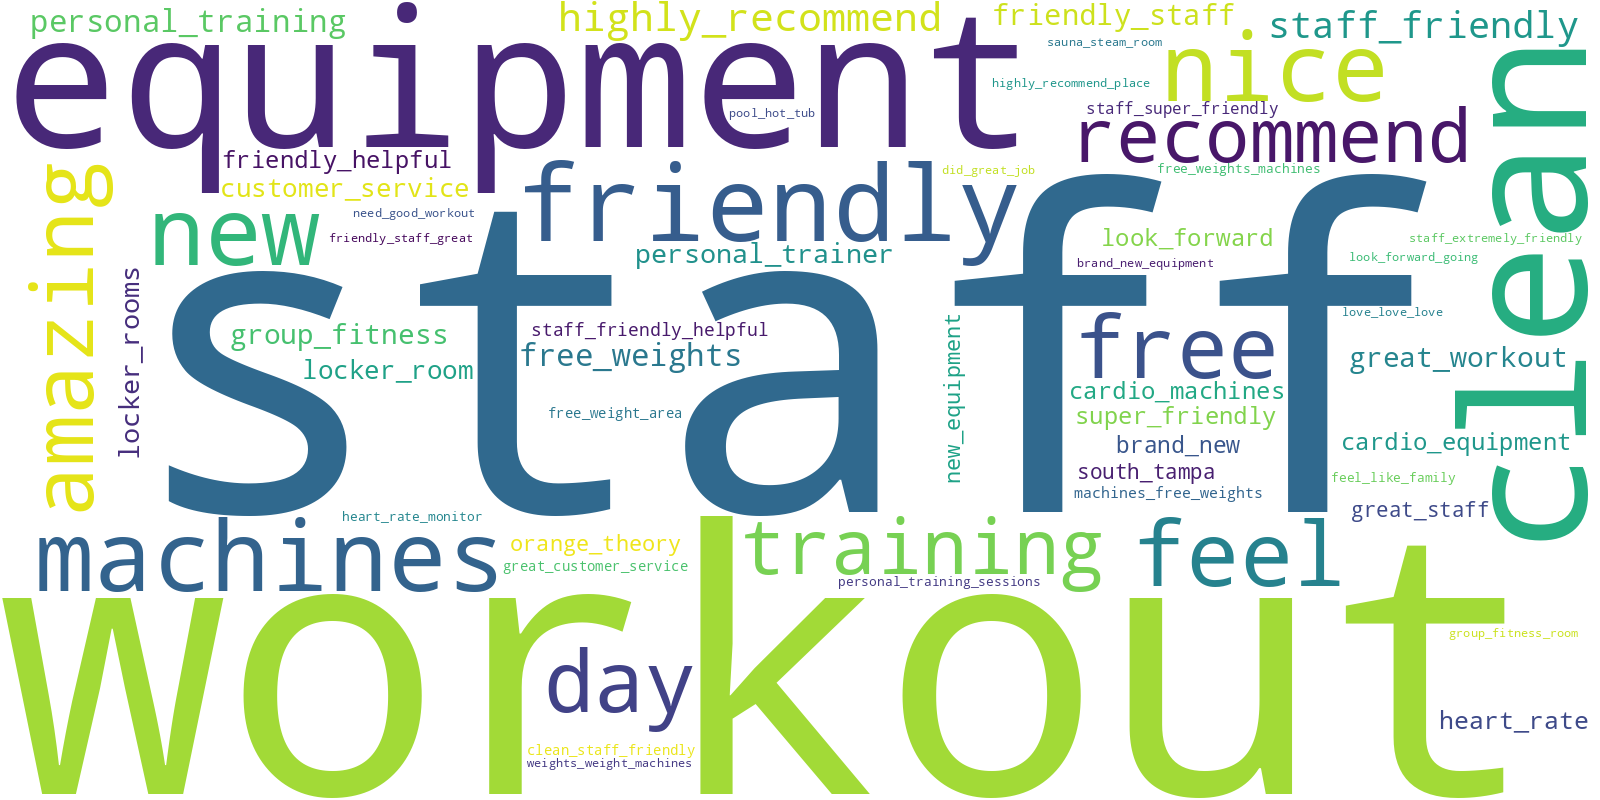 personal_training
highly_recommend
friendly_staff
staff_friendly
equipment
sauna_steam_room
nice
highly_recommend_place
staff_super_friendly
pool_hot_tub
recommend
clean
friendly_helpful
customer_service
amazing
new
need_good_workout
friendly_staff_great
friendly
did_great_job
free_weights_machines
personal_trainer
look_forward
staff_extremely_friendly
brand_new_equipment
look_forward_going
staff
locker_rooms
group_fitness
staff_friendly_helpful
free
love_love_love
locker_room
free_weights
new_equipment
great_workout
cardio_machines
free_weight_area
super_friendly
brand_new
cardio_equipment
south_tampa
feel_like_family
machines_free_weights
great_staff
heart_rate_monitor
machines
orange_theory
training
feel
great_customer_service
personal_training_sessions
workout
day
group_fitness_room
heart_rate
clean_staff_friendly
weights_weight_machines